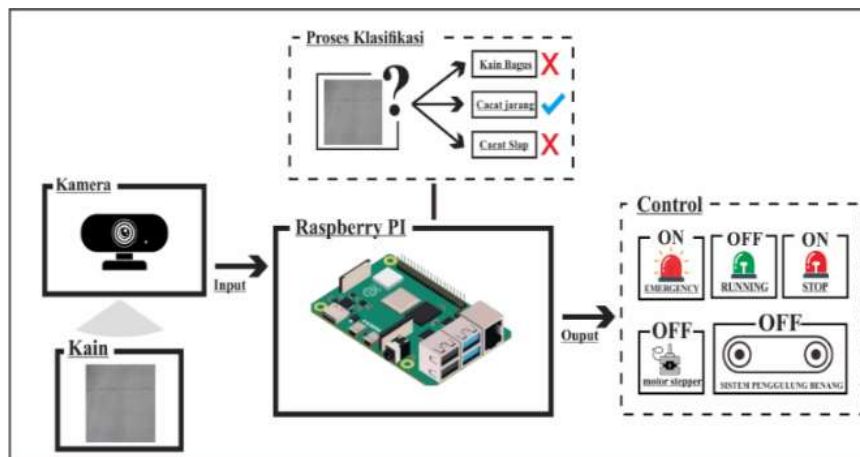 Proses Klasifikasi
Kain Bagus
?
Cacat jarang
Cacat Slap
Kamera
Raspberry PI
Input
Kain
Ouput
Control
ON
EMERGENCY
OFF
RUNNING
ON
STOP
OFF
motor stepper
OFF
SISTEM PENGGULUNG BENANG